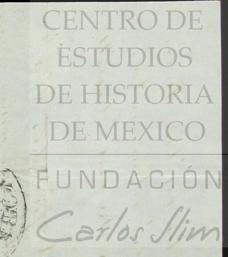 CENTRO DE
ESTUDIOS
DE HISTORIA
DE MEXICO
FUNDACIÓN
Carlos Slim